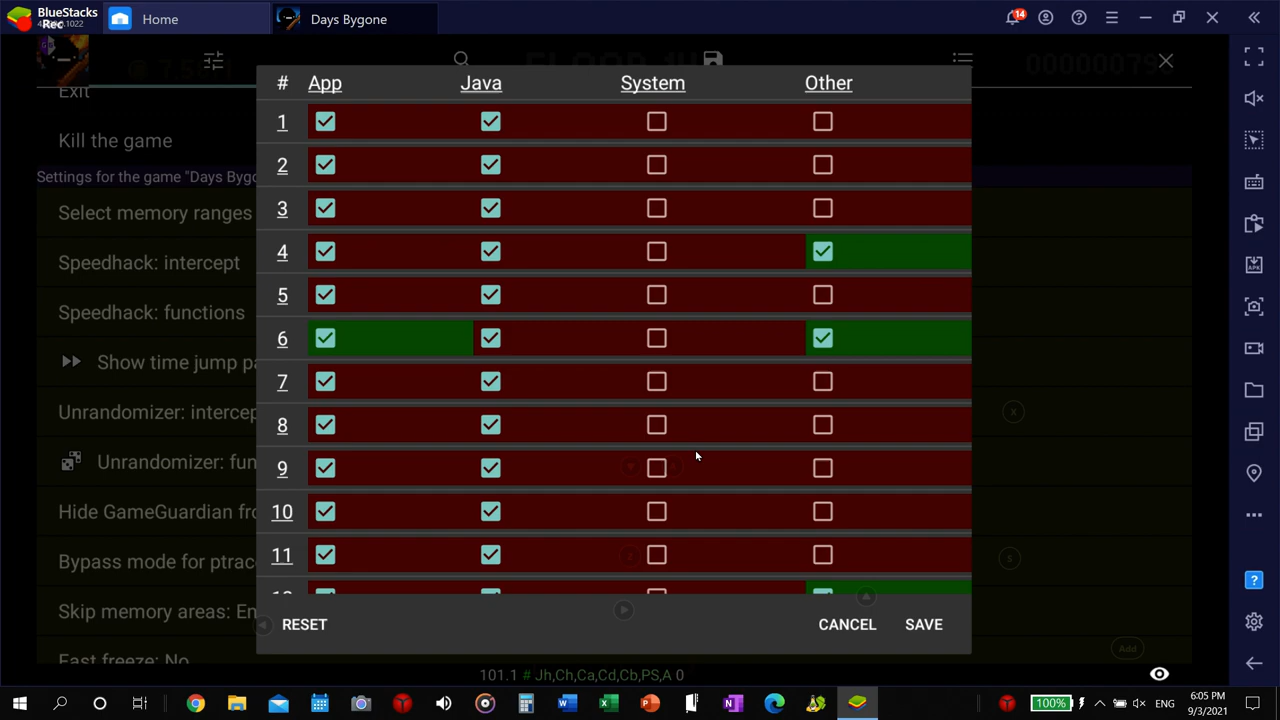 BlueStacks
Rec
Home
Days Bygone
14
# App Java System Other
Exit
1
Kill the game
2
Settings for the game "Days Bygo
Select memory ranges
3
Speedhack: intercept
4
Speedhack: functions
5
6
Show time jump pa
7
Unrandomizer: intercep
X
8
Unrandomizer: fun
9
Hide GameGuardian fro
10
Bypass mode for ptrace
11
S
Skip memory areas: En
RESET
CANCEL
SAVE
Fast freeze: No
Add
101.1 # Jh,Ch,Ca,Cd,Cb,PS,A 0
100%
ENG
6:05 PM
9/3/2021